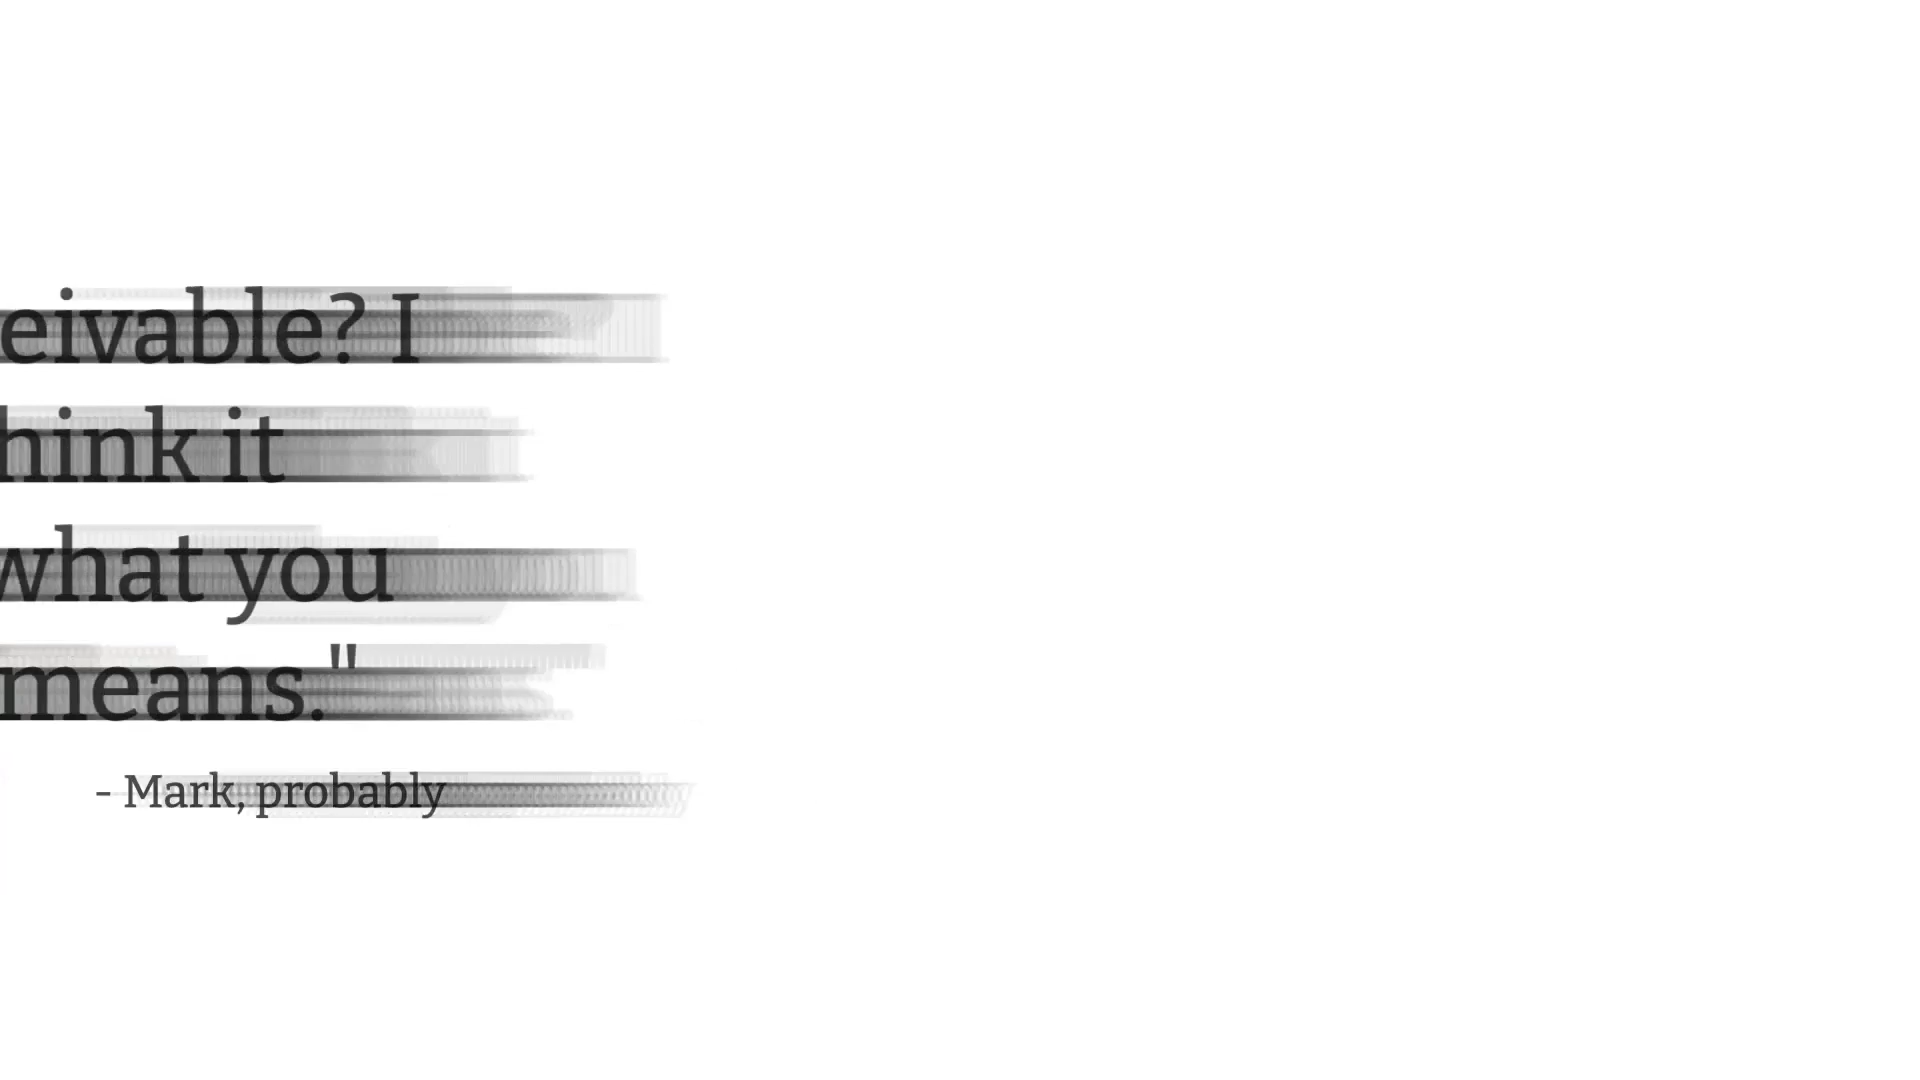 eivable? I
hink it
what you
means."
- Mark, probably